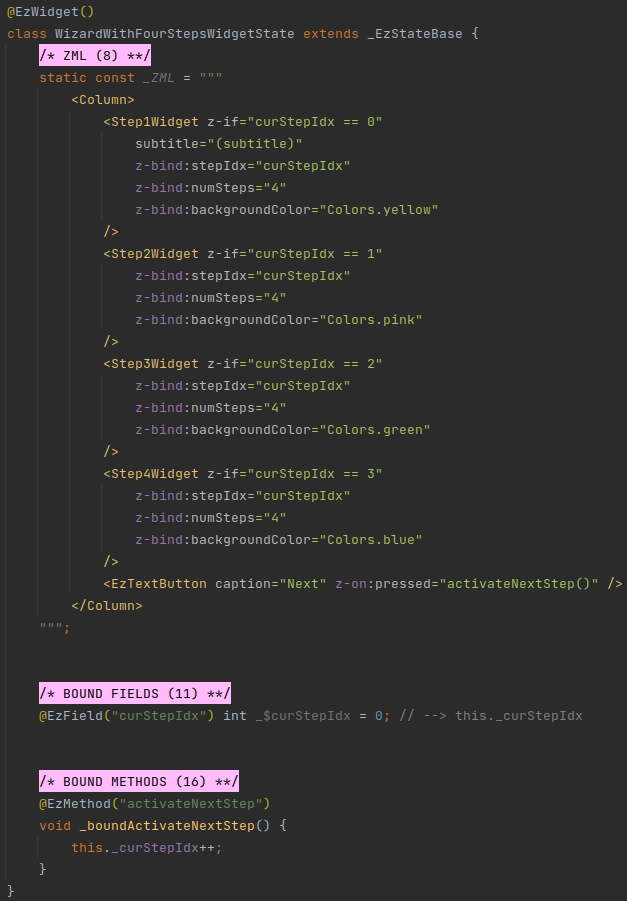 @EzWidget()
class WizardWithFourStepsWidgetState extends _EzStateBase {
    /* ZML (8) **/
    static const _ZML = """
        <Column>
            <Step1Widget z-if="curStepIdx == 0"
                subtitle="(subtitle)"
                z-bind:stepIdx="curStepIdx"
                z-bind:numSteps="4"
                z-bind:backgroundColor="Colors.yellow"
            />
            <Step2Widget z-if="curStepIdx == 1"
                z-bind:stepIdx="curStepIdx"
                z-bind:numSteps="4"
                z-bind:backgroundColor="Colors.pink"
            />
            <Step3Widget z-if="curStepIdx == 2"
                z-bind:stepIdx="curStepIdx"
                z-bind:numSteps="4"
                z-bind:backgroundColor="Colors.green"
            />
            <Step4Widget z-if="curStepIdx == 3"
                z-bind:stepIdx="curStepIdx"
                z-bind:numSteps="4"
                z-bind:backgroundColor="Colors.blue"
            />
            <EzTextButton caption="Next" z-on:pressed="activateNextStep()" />
        </Column>
    """;
    /* BOUND FIELDS (11) **/
    @EzField("curStepIdx") int _$curStepIdx = 0; // --> this._curStepIdx
    /* BOUND METHODS (16) **/
    @EzMethod("activateNextStep")
    void _boundActivateNextStep() {
        this._curStepIdx++;
    }
}